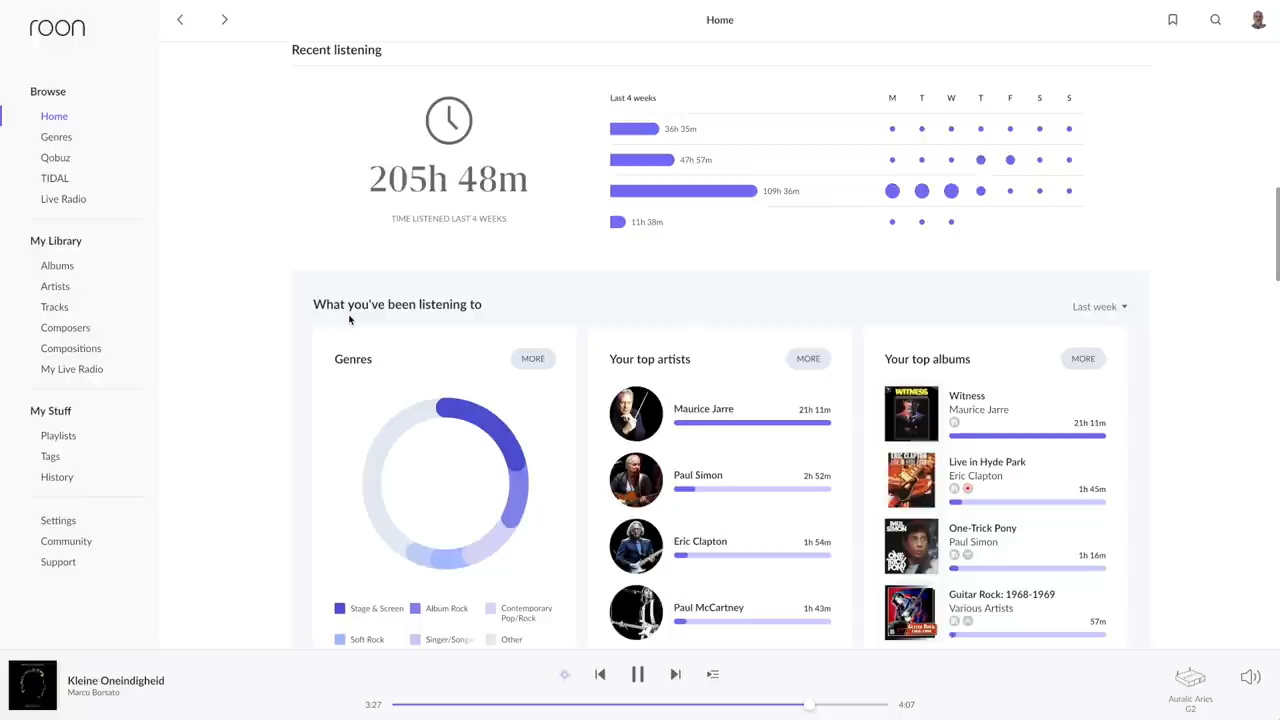 roon
Home
Browse
Home
Genres
Qobuz
TIDAL
Live Radio
My Library
Albums
Artists
Tracks
Composers
Compositions
My Live Radio
My Stuff
Playlists
Tags
History
Settings
Community
Support
Recent listening
205h 48m
TIME LISTENED LAST 4 WEEKS
Last 4 weeks
M T W T F S S
36h 35m
47h 57m
109h 36m
11h 38m
What you've been listening to
Last week
Genres
MORE
Stage & Screen
Album Rock
Contemporary
Pop/Rock
Soft Rock
Singer/Song
Other
Your top artists
MORE
Maurice Jarre
21h 11m
Paul Simon
2h 52m
Eric Clapton
1h 54m
Paul McCartney
1h 43m
Your top albums
MORE
WITNESS
Witness
Maurice Jarre
21h 11m
Live in Hyde Park
Eric Clapton
1h 45m
One-Trick Pony
Paul Simon
1h 16m
Guitar Rock: 1968-1969
Various Artists
57m
Kleine Oneindigheid
Marco Borsato
3:27
4:07
Auralic Aries
G2